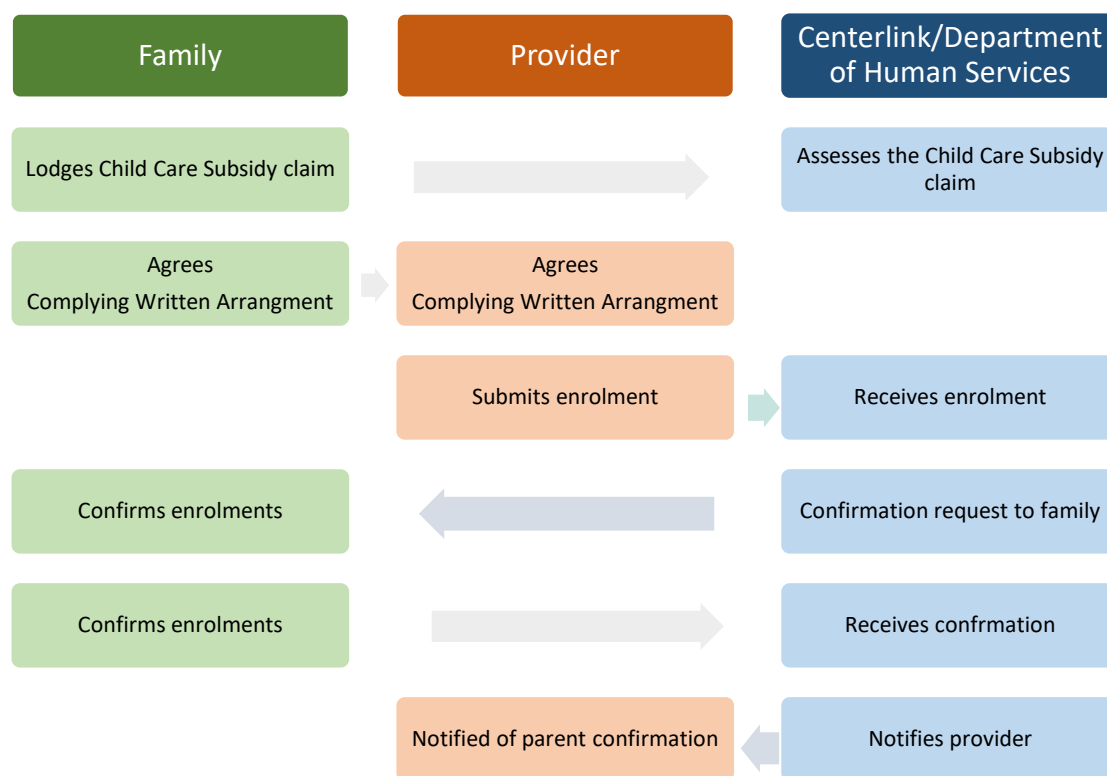 Family
Provider
Centerlink/Department
of Human Services
Lodges Child Care Subsidy claim
Assesses the Child Care Subsidy
claim
Agrees
Complying Written Arrangment
Agrees
Complying Written Arrangment
Submits enrolment
Receives enrolment
Confirms enrolments
Confirmation request to family
Confirms enrolments
Receives confrmation
Notified of parent confirmation
Notifies provider